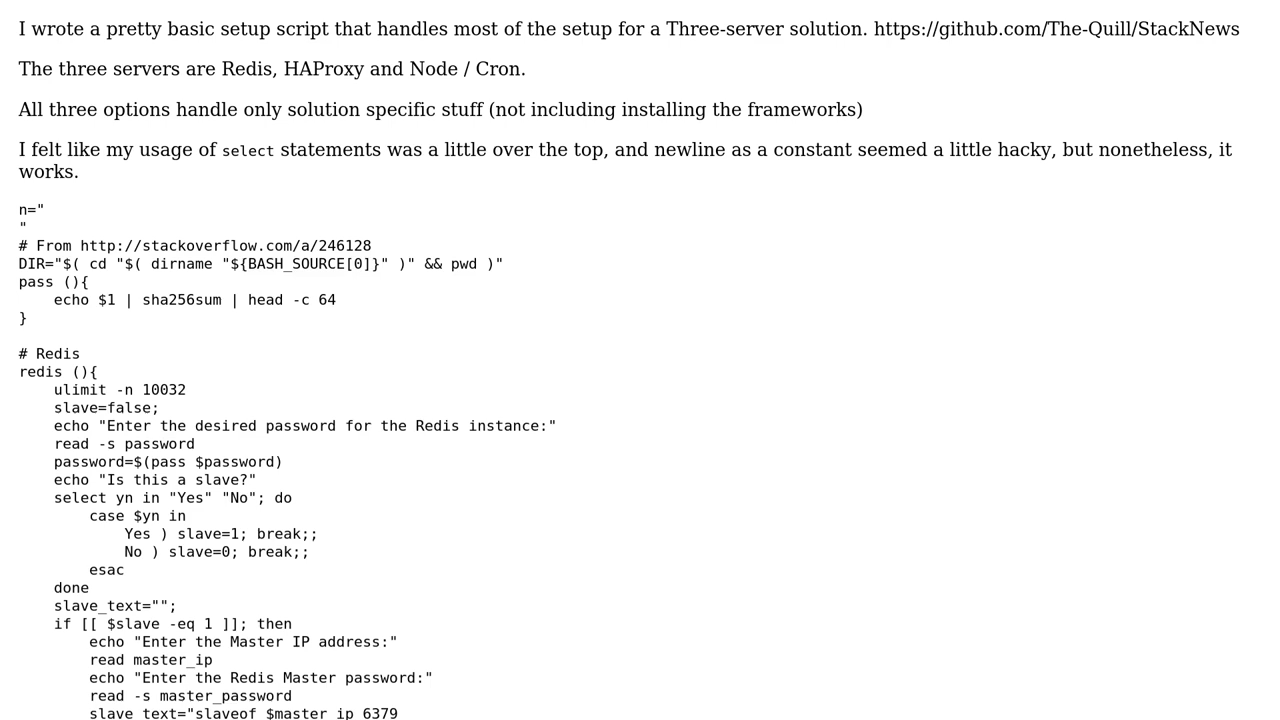 I wrote a pretty basic setup script that handles most of the setup for a Three-server solution. https://github.com/The-Quill/StackNews
The three servers are Redis, HAProxy and Node / Cron.
All three options handle only solution specific stuff (not including installing the frameworks)
I felt like my usage of select statements was a little over the top, and newline as a constant seemed a little hacky, but nonetheless, it
works.
n="
"
# From http://stackoverflow.com/a/246128
DIR="$( cd "$( dirname "${BASH_SOURCE[0]}" )" && pwd )"
pass (){
    echo $1 | sha256sum | head -c 64
}

# Redis
redis (){
    ulimit -n 10032
    slave=false;
    echo "Enter the desired password for the Redis instance:"
    read -s password
    password=$(pass $password)
    echo "Is this a slave?"
    select yn in "Yes" "No"; do
        case $yn in
            Yes ) slave=1; break;;
            No ) slave=0; break;;
        esac
    done
    slave_text="";
    if [[ $slave -eq 1 ]]; then
        echo "Enter the Master IP address:"
        read master_ip
        echo "Enter the Redis Master password:"
        read -s master_password
        slave_text="slaveof $master_ip 6379